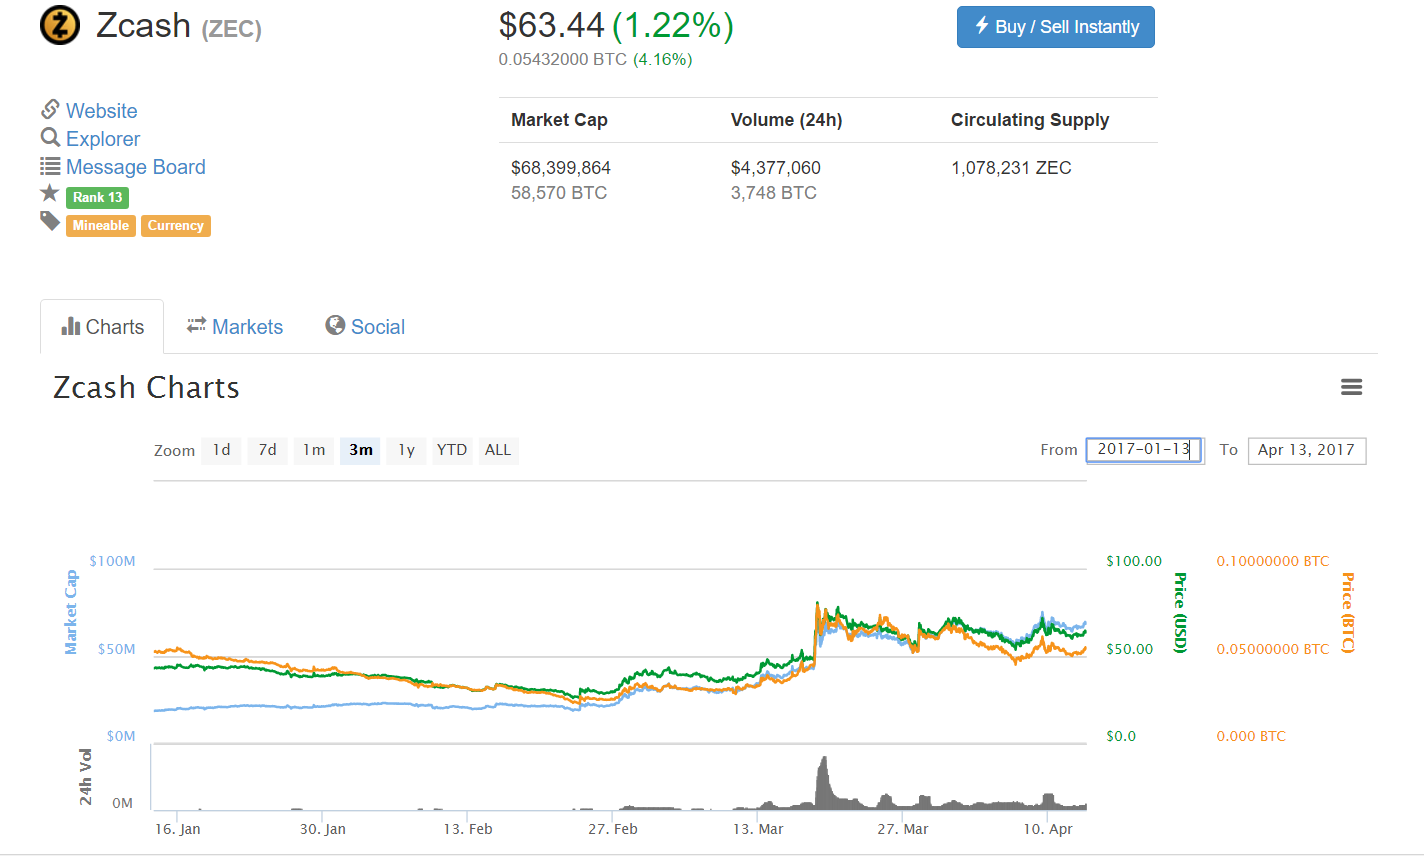 Zcash (ZEC)
$63.44 (1.22%)
0.05432000 BTC (4.16%)
Buy / Sell Instantly
Website
Explorer
Message Board
Rank 13
Mineable Currency
Market Cap Volume (24h) Circulating Supply
$68,399,864 $4,377,060 1,078,231 ZEC
58,570 BTC 3,748 BTC
Charts Markets Social
Zcash Charts
Zoom 1d 7d 1m 3m 1y YTD ALL
From 2017-01-13 To Apr 13, 2017
$100M $100.00 0.10000000 BTC
Market Cap
Price (USD)
Price (BTC)
$50M $50.00 0.05000000 BTC
$0M $0.0 0.000 BTC
24h Vol
0M
16. Jan 30. Jan 13. Feb 27. Feb 13. Mar 27. Mar 10. Apr